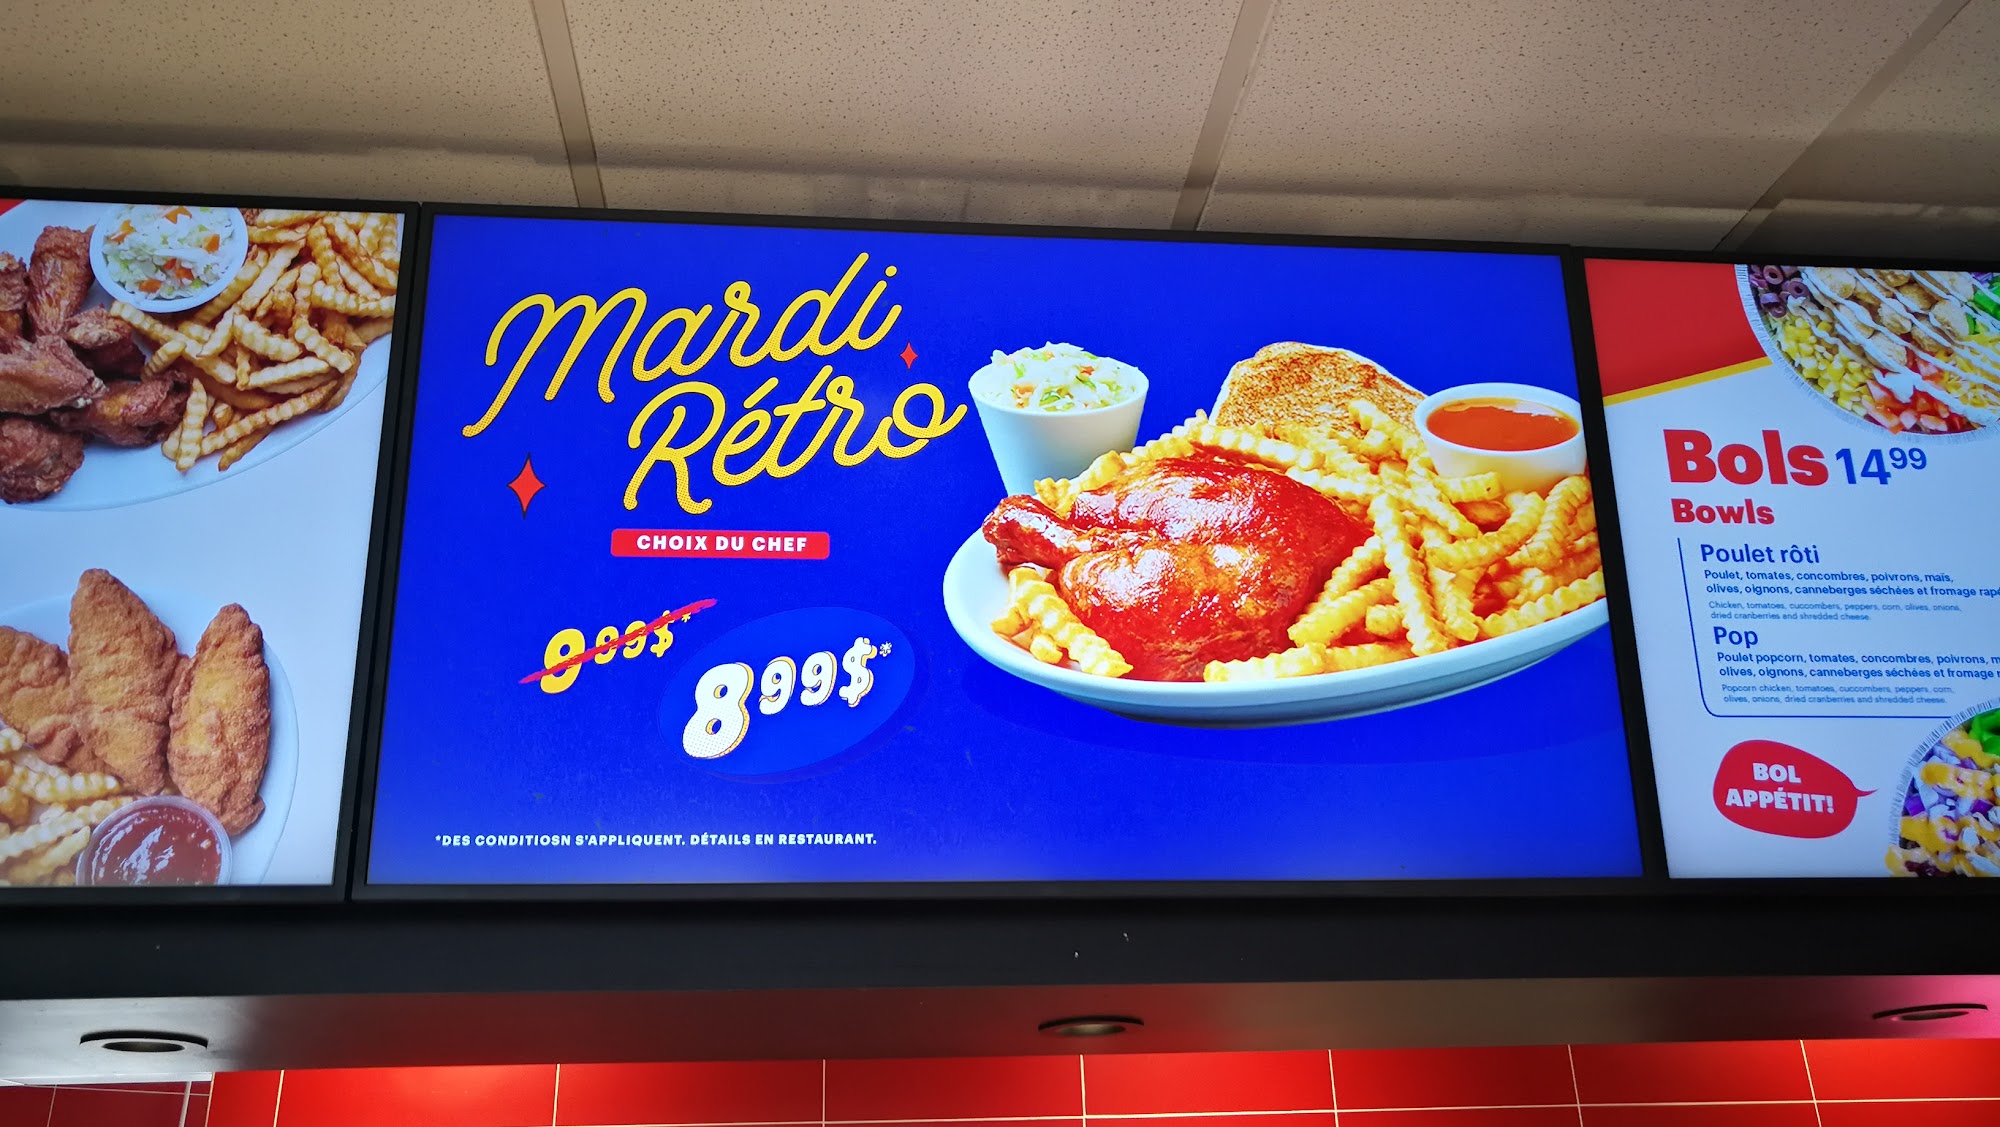 Mardi
Rétro
CHOIX DU CHEF
9 99$*
8 99$*
*DES CONDITIOSN S'APPLIQUENT. DÉTAILS EN RESTAURANT.
Bols 14 99
Bowls
Poulet rôti
Poulet, tomates, concombres, poivrons, maïs,
olives, oignons, canneberges séchées et fromage rapé
Chicken, tomatoes, cuccombers, peppers, corn, olives, onions,
dried cranberries and shredded cheese.
Pop
Poulet popcorn, tomates, concombres, poivrons, m
olives, oignons, canneberges séchées et fromage r
Popcorn chicken, tomatoes, cuccombers, peppers, corn,
olives, onions, dried cranberries and shredded cheese.
BOL
APPÉTIT!